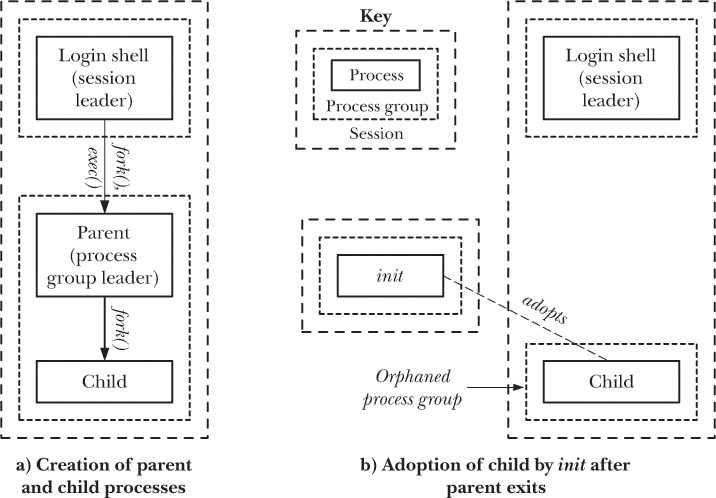 Login shell
(session
leader)
fork(),
exec()
Parent
(process
group leader)
fork()
Child
a) Creation of parent
and child processes
Key
Process
Process group
Session
Login shell
(session
leader)
init
adopts
Orphaned
process group
Child
b) Adoption of child by init after
parent exits